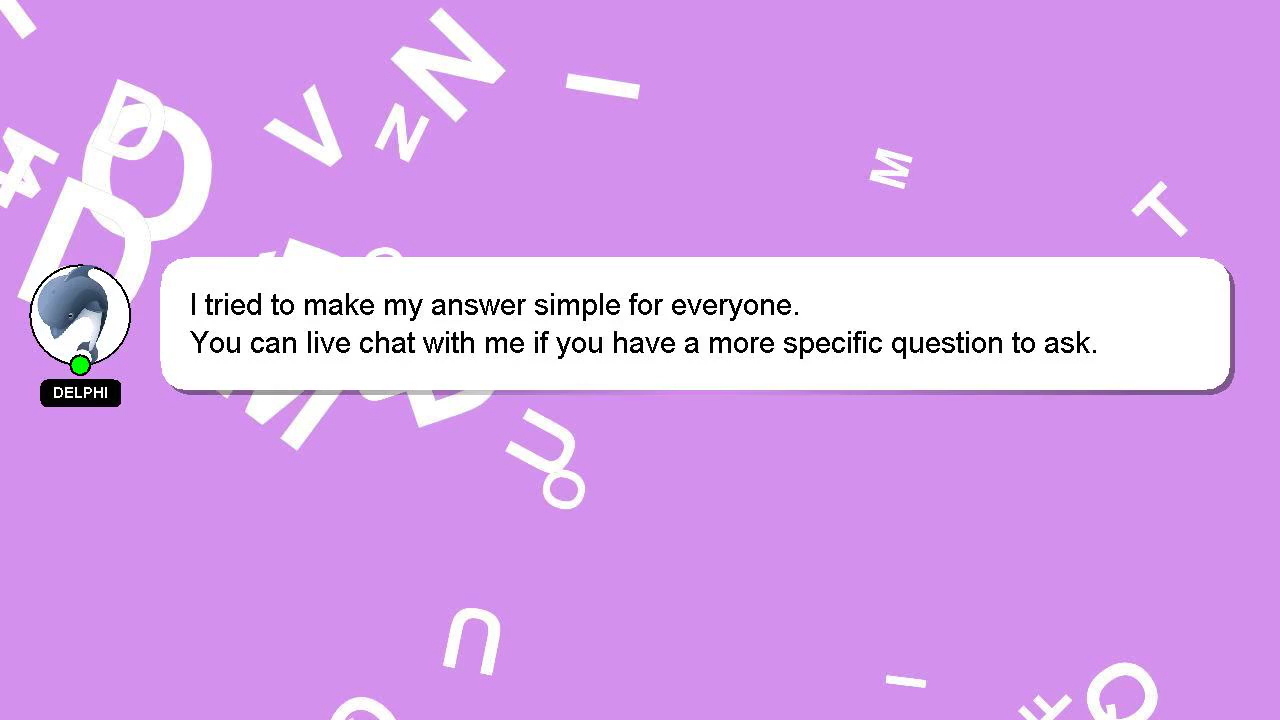 I tried to make my answer simple for everyone.
You can live chat with me if you have a more specific question to ask.
DELPHI